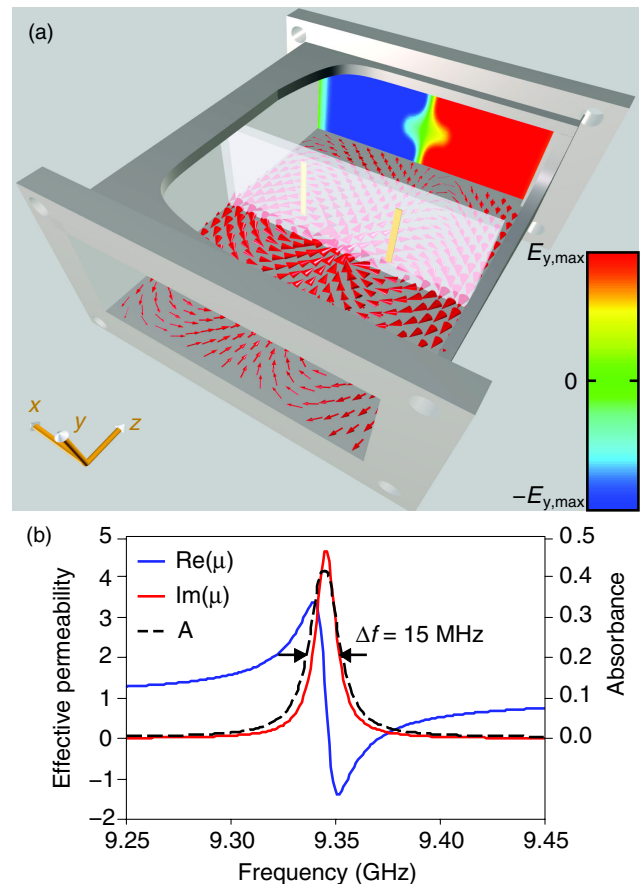 (a)
E_y,max
0
−E_y,max
x
y
z
(b)
5
4
3
2
1
0
−1
−2
Effective permeability
Re(μ)
Im(μ)
A
Δf = 15 MHz
0.5
0.4
0.3
0.2
0.1
0.0
Absorbance
9.25
9.30
9.35
9.40
9.45
Frequency (GHz)